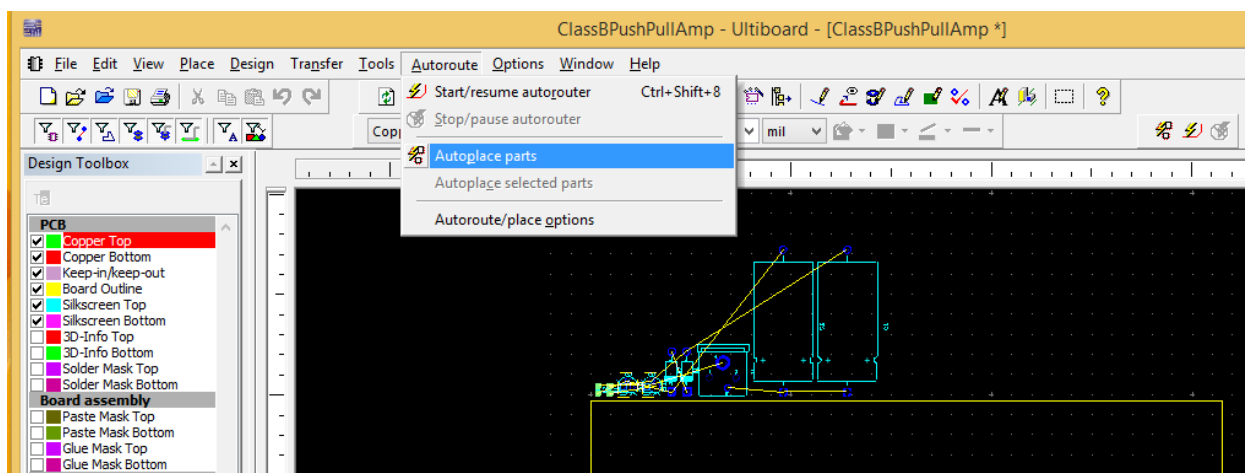 ClassBPushPullAmp - Ultiboard - [ClassBPushPullAmp *]
File Edit View Place Design Transfer Tools Autoroute Options Window Help
Start/resume autorouter Ctrl+Shift+8
Stop/pause autorouter
mil
Autoplace parts
Autoplace selected parts
Autoroute/place options
Design Toolbox
PCB
Copper Top
Copper Bottom
Keep-in/keep-out
Board Outline
Silkscreen Top
Silkscreen Bottom
3D-Info Top
3D-Info Bottom
Solder Mask Top
Solder Mask Bottom
Board assembly
Paste Mask Top
Paste Mask Bottom
Glue Mask Top
Glue Mask Bottom